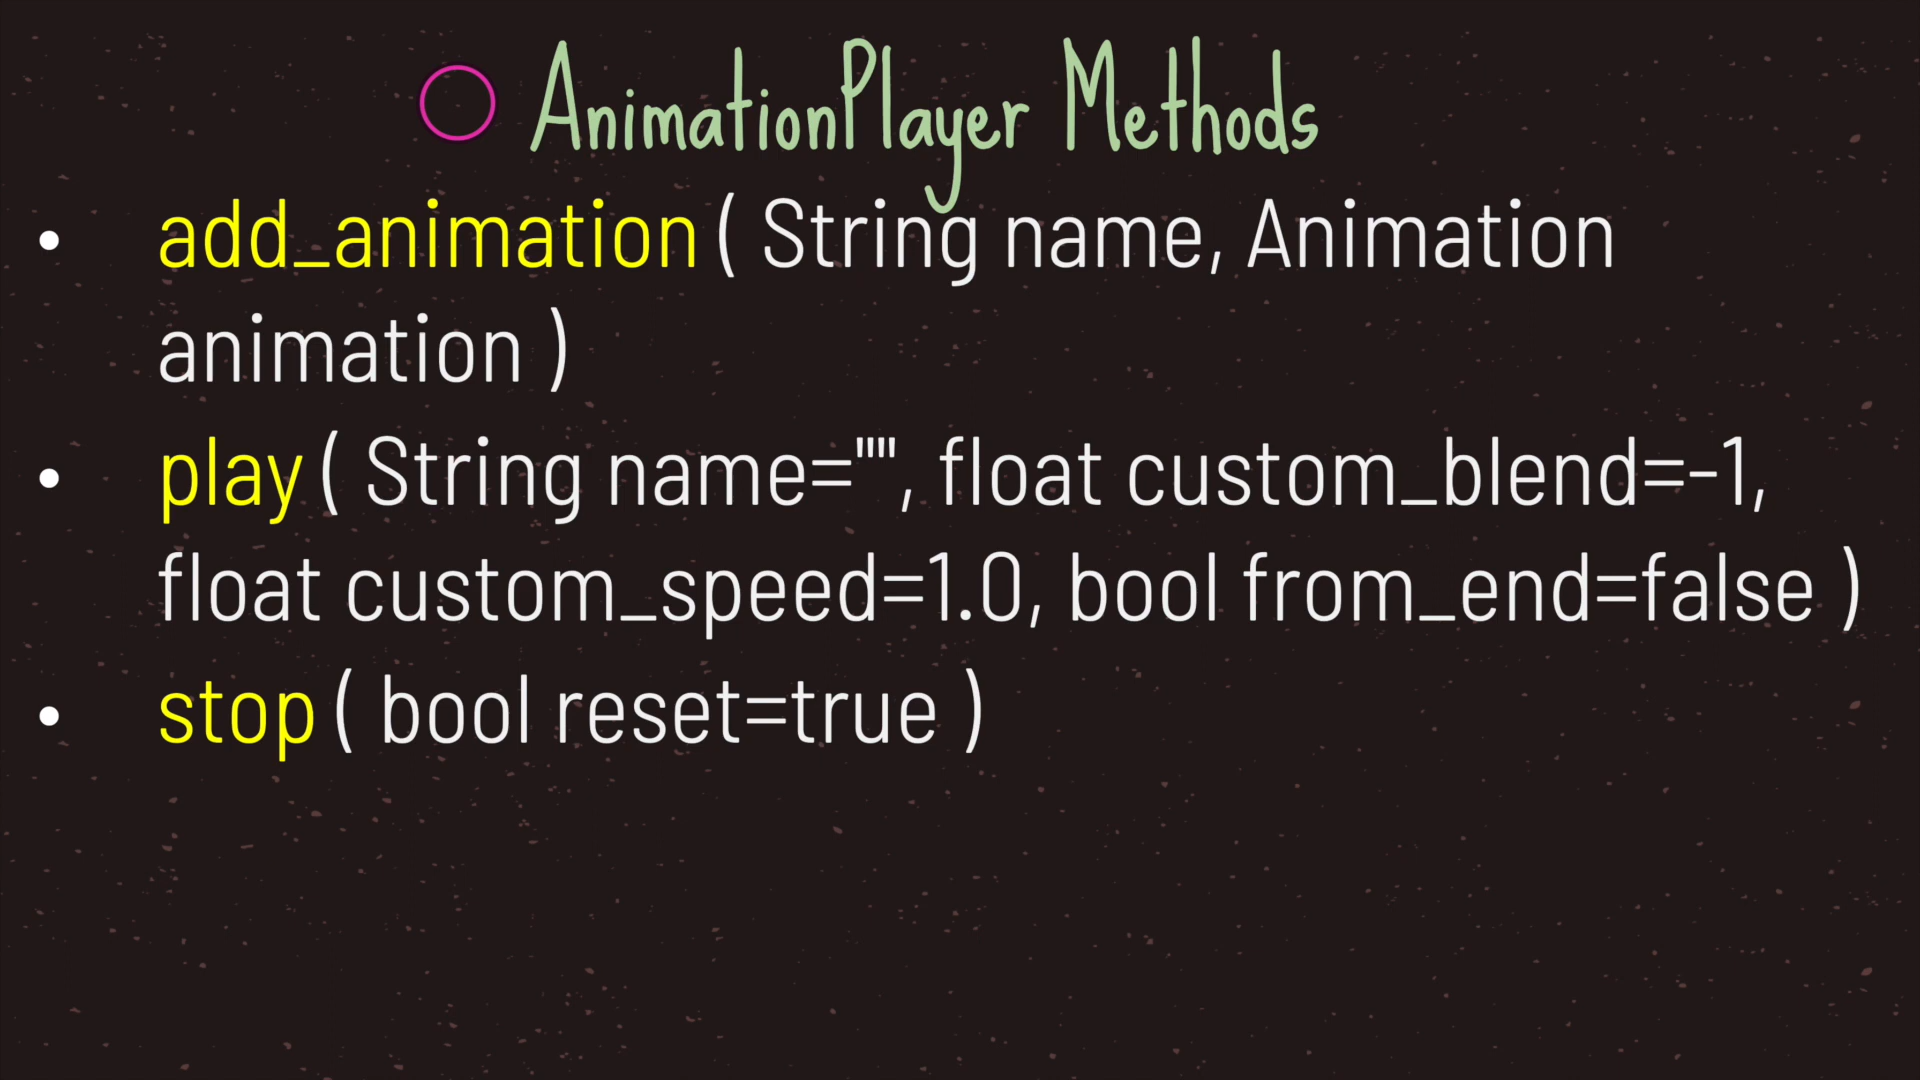 AnimationPlayer Methods
• add_animation ( String name, Animation
animation )
• play ( String name="", float custom_blend=-1,
float custom_speed=1.0, bool from_end=false )
• stop ( bool reset=true )